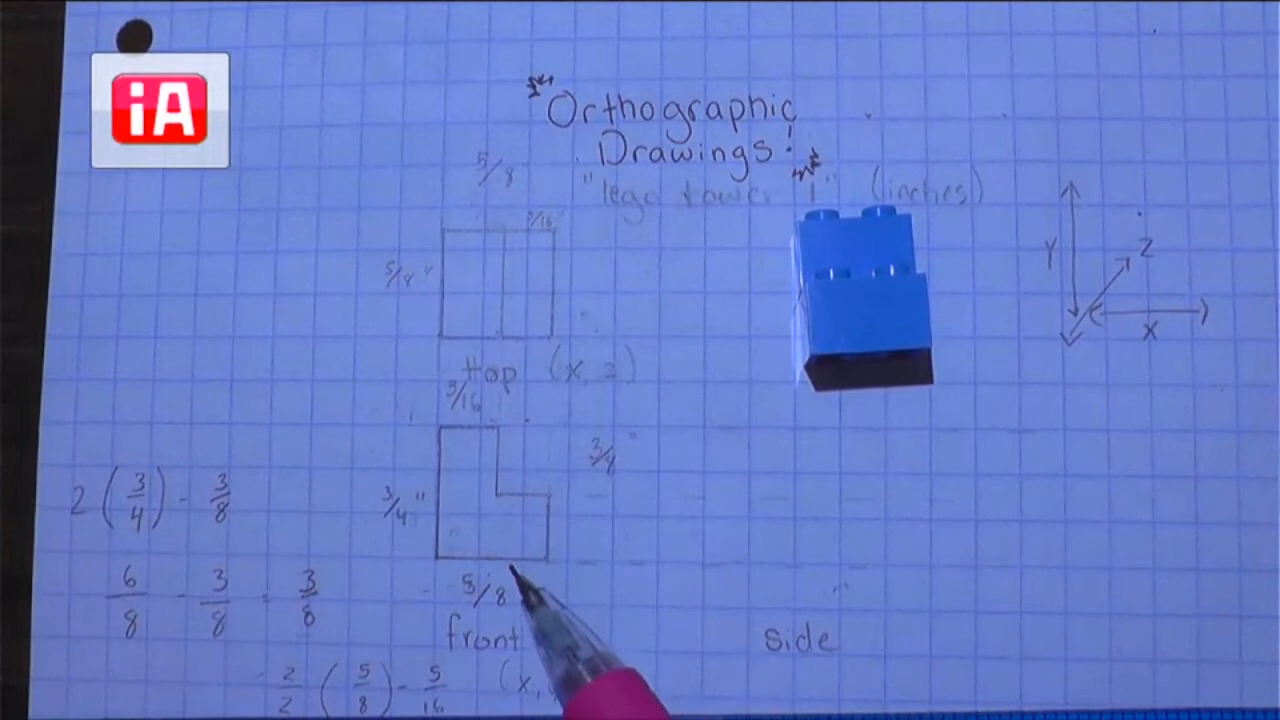 iA
Orthographic
Drawings!
"lego tower 1" (inches)
5/8
5/16
5/8"
top (x, z)
Y
Z
X
5/16
3/8"
3/4"
5/8
front
side
2 (3/4) - 3/8
6/8 - 3/8 = 3/8
2/2 (5/8) - 5/16
(x,